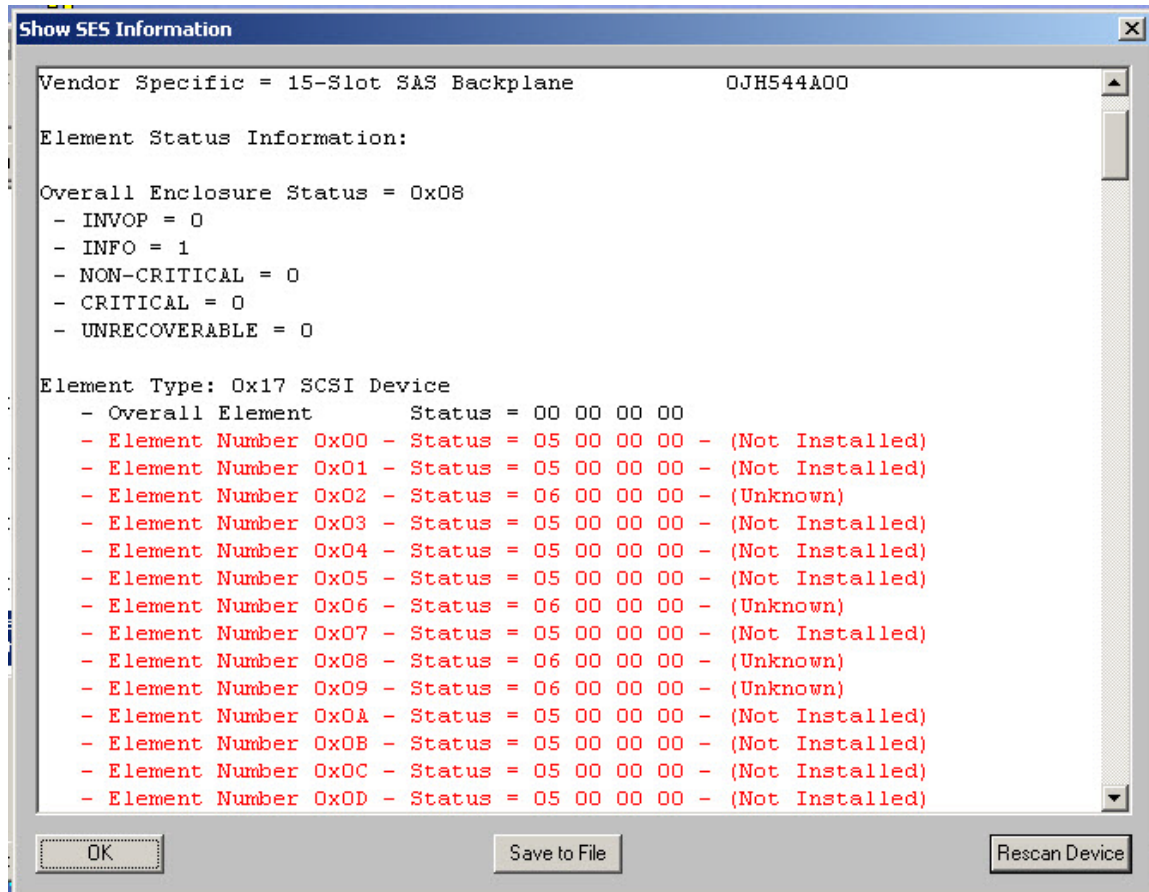 Show SES Information
Vendor Specific = 15-Slot SAS Backplane 0JH544A00
Element Status Information:
Overall Enclosure Status = 0x08
- INVOP = 0
- INFO = 1
- NON-CRITICAL = 0
- CRITICAL = 0
- UNRECOVERABLE = 0
Element Type: 0x17 SCSI Device
- Overall Element Status = 00 00 00 00
- Element Number 0x00 - Status = 05 00 00 00 - (Not Installed)
- Element Number 0x01 - Status = 05 00 00 00 - (Not Installed)
- Element Number 0x02 - Status = 06 00 00 00 - (Unknown)
- Element Number 0x03 - Status = 05 00 00 00 - (Not Installed)
- Element Number 0x04 - Status = 05 00 00 00 - (Not Installed)
- Element Number 0x05 - Status = 05 00 00 00 - (Not Installed)
- Element Number 0x06 - Status = 06 00 00 00 - (Unknown)
- Element Number 0x07 - Status = 05 00 00 00 - (Not Installed)
- Element Number 0x08 - Status = 06 00 00 00 - (Unknown)
- Element Number 0x09 - Status = 06 00 00 00 - (Unknown)
- Element Number 0x0A - Status = 05 00 00 00 - (Not Installed)
- Element Number 0x0B - Status = 05 00 00 00 - (Not Installed)
- Element Number 0x0C - Status = 05 00 00 00 - (Not Installed)
- Element Number 0x0D - Status = 05 00 00 00 - (Not Installed)
OK Save to File Rescan Device